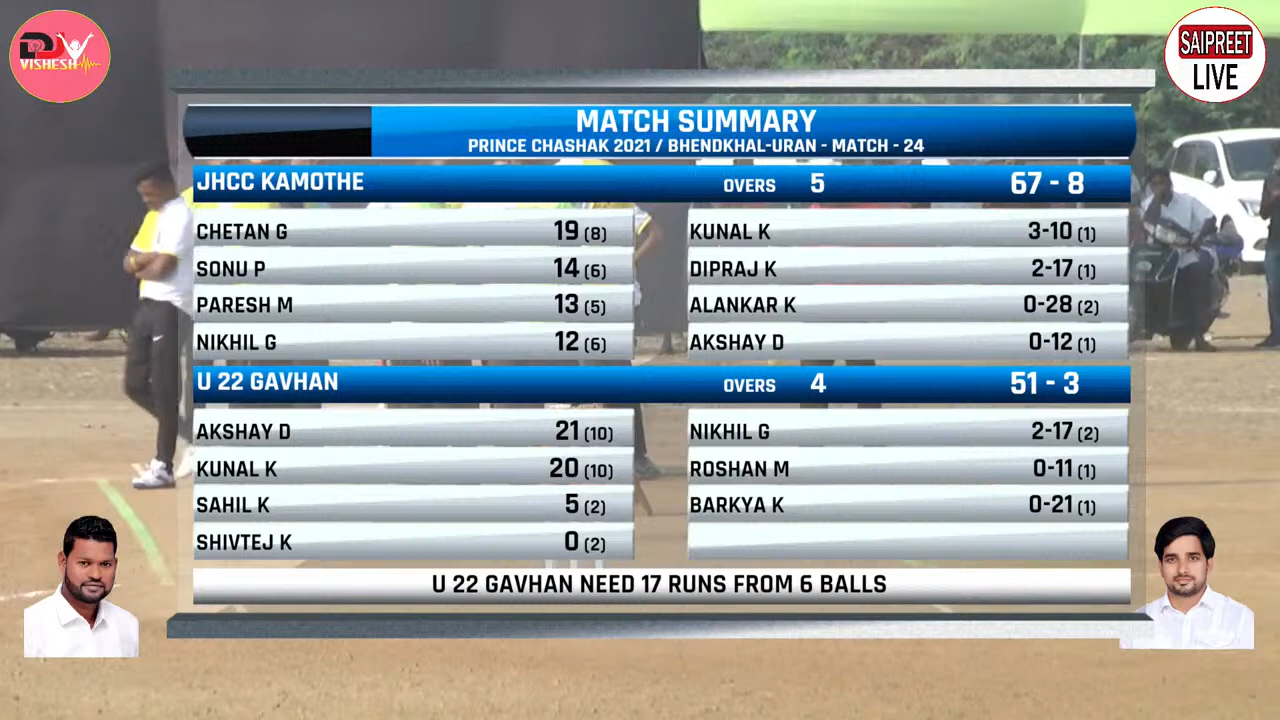 DJV
VISHESH
SAIPREET
LIVE
MATCH SUMMARY
PRINCE CHASHAK 2021 / BHENDKHAL-URAN - MATCH - 24
JHCC KAMOTHE OVERS 5 67 - 8
CHETAN G 19 (8) KUNAL K 3-10 (1)
SONU P 14 (6) DIPRAJ K 2-17 (1)
PARESH M 13 (5) ALANKAR K 0-28 (2)
NIKHIL G 12 (6) AKSHAY D 0-12 (1)
U 22 GAVHAN OVERS 4 51 - 3
AKSHAY D 21 (10) NIKHIL G 2-17 (2)
KUNAL K 20 (10) ROSHAN M 0-11 (1)
SAHIL K 5 (2) BARKYA K 0-21 (1)
SHIVTEJ K 0 (2)
U 22 GAVHAN NEED 17 RUNS FROM 6 BALLS